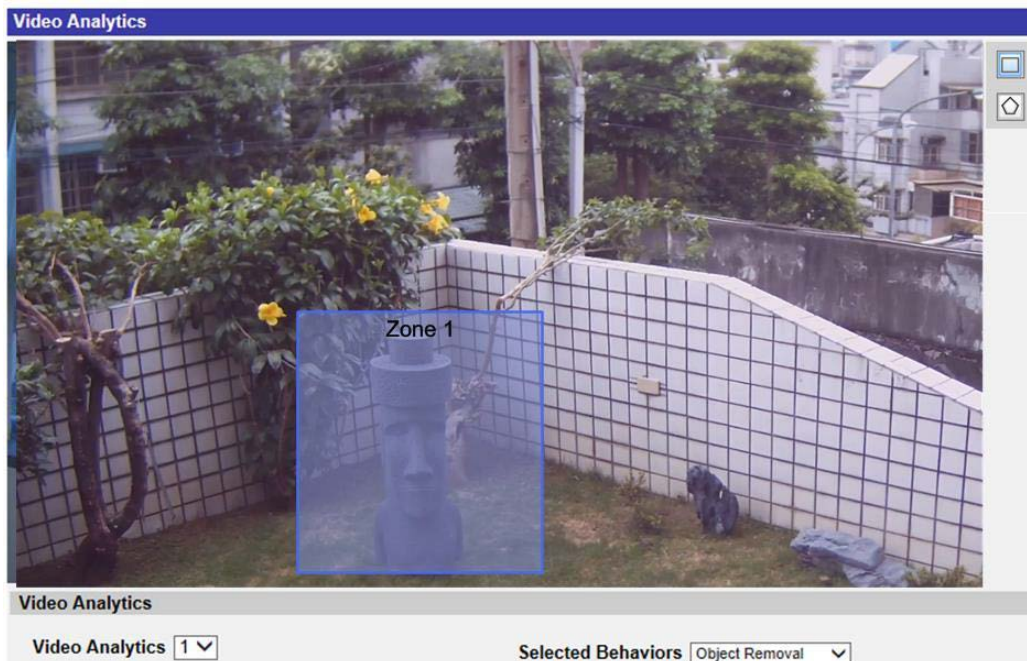 Video Analytics
Zone 1
Video Analytics
Video Analytics 1
Selected Behaviors Object Removal